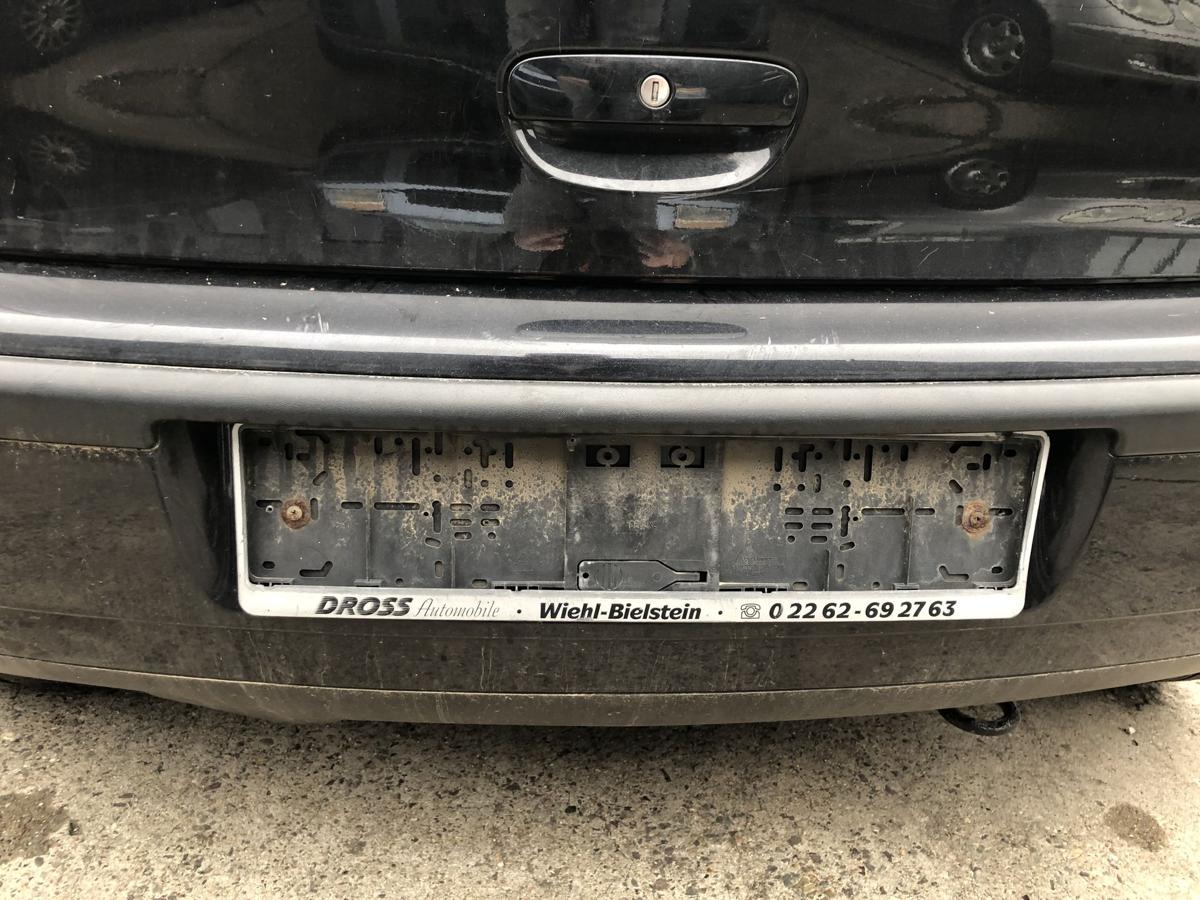 DROSS Automobile · Wiehl-Bielstein · ☏ 0 22 62 - 69 27 63